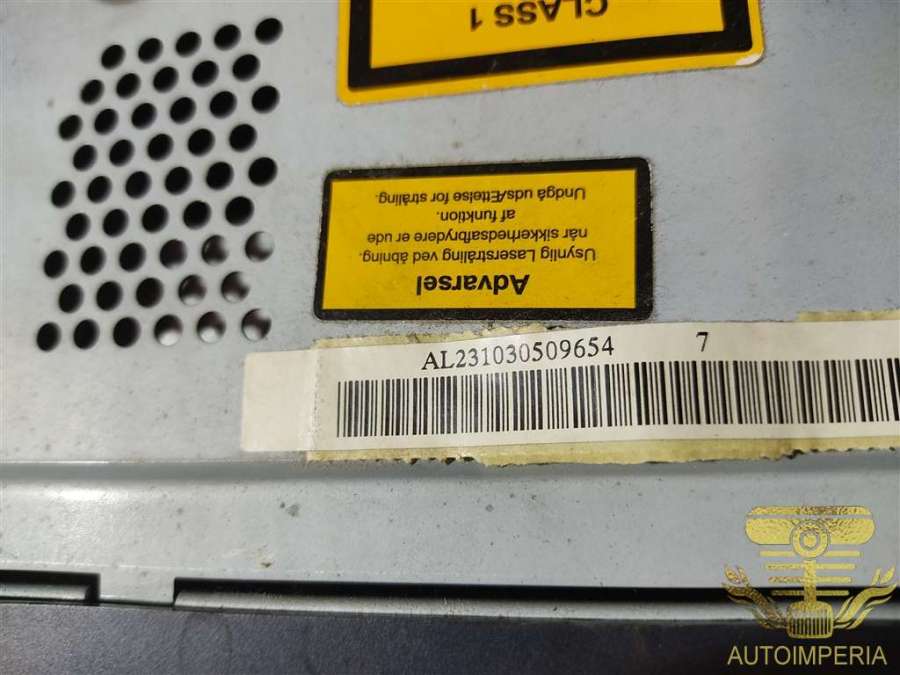 CLASS 1
Advarsel
Usynlig Laserstråling ved åbning.
når sikkerhedsafbrydere er ude
af funktion.
Undgå udsÆttelse for stråling.
AL231030509654 7
AUTOIMPERIA